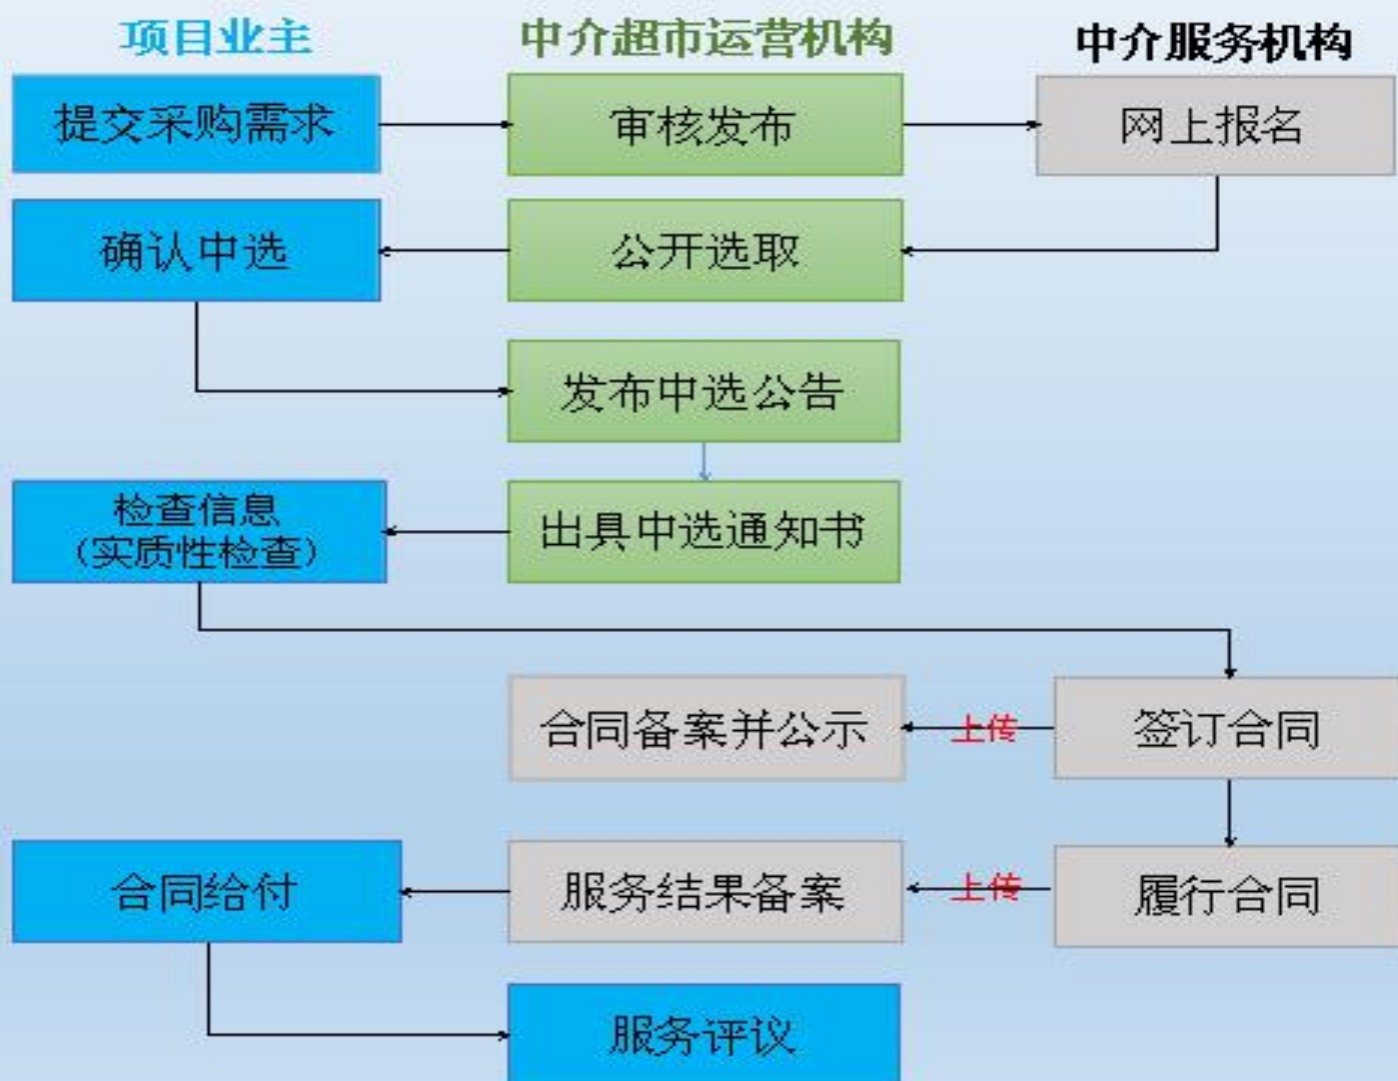 项目业主
中介超市运营机构
中介服务机构
提交采购需求
审核发布
网上报名
确认中选
公开选取
发布中选公告
检查信息
（实质性检查）
出具中选通知书
合同备案并公示
上传
签订合同
合同给付
服务结果备案
上传
履行合同
服务评议